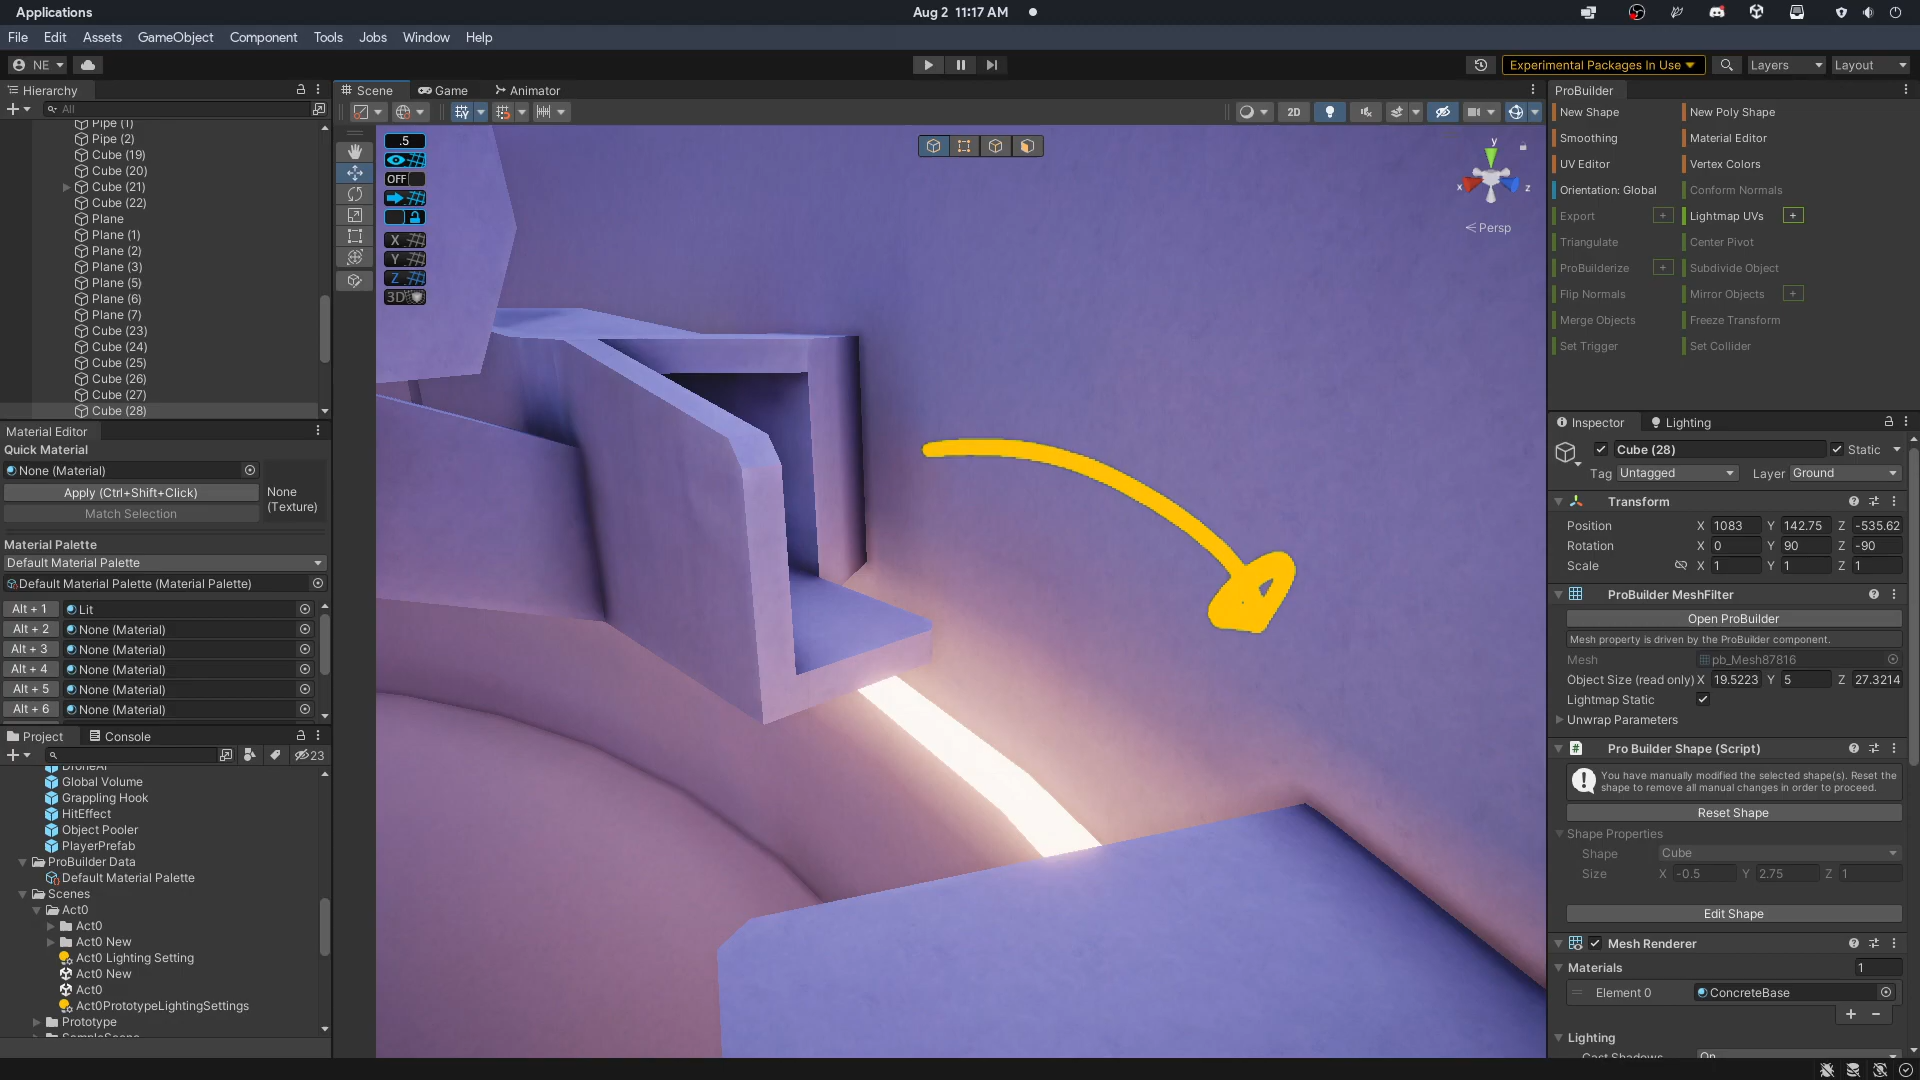 Applications
Aug 2 11:17 AM
File Edit Assets GameObject Component Tools Jobs Window Help
NE
Experimental Packages In Use
Layers
Layout
Hierarchy
All
Pipe (1)
Pipe (2)
Cube (19)
Cube (20)
Cube (21)
Cube (22)
Plane
Plane (1)
Plane (2)
Plane (3)
Plane (5)
Plane (6)
Plane (7)
Cube (23)
Cube (24)
Cube (25)
Cube (26)
Cube (27)
Cube (28)
Material Editor
Quick Material
None (Material)
Apply (Ctrl+Shift+Click)
Match Selection
None
(Texture)
Material Palette
Default Material Palette
Default Material Palette (Material Palette)
Alt + 1 Lit
Alt + 2 None (Material)
Alt + 3 None (Material)
Alt + 4 None (Material)
Alt + 5 None (Material)
Alt + 6 None (Material)
Project Console
23
DroneAI
Global Volume
Grappling Hook
HitEffect
Object Pooler
PlayerPrefab
ProBuilder Data
Default Material Palette
Scenes
Act0
Act0
Act0 New
Act0 Lighting Setting
Act0 New
Act0
Act0PrototypeLightingSettings
Prototype
SampleScene
Scene Game Animator
2D
.5
OFF
X
Y
Z
3D
y
x
z
Persp
ProBuilder
New Shape New Poly Shape
Smoothing Material Editor
UV Editor Vertex Colors
Orientation: Global Conform Normals
Export + Lightmap UVs +
Triangulate Center Pivot
ProBuilderize + Subdivide Object
Flip Normals Mirror Objects +
Merge Objects Freeze Transform
Set Trigger Set Collider
Inspector Lighting
Cube (28) Static
Tag Untagged Layer Ground
Transform
Position X 1083 Y 142.75 Z -535.62
Rotation X 0 Y 90 Z -90
Scale X 1 Y 1 Z 1
ProBuilder MeshFilter
Open ProBuilder
Mesh property is driven by the ProBuilder component.
Mesh pb_Mesh87816
Object Size (read only) X 19.5223 Y 5 Z 27.3214
Lightmap Static
Unwrap Parameters
Pro Builder Shape (Script)
You have manually modified the selected shape(s). Reset the
shape to remove all manual changes in order to proceed.
Reset Shape
Shape Properties
Shape Cube
Size X -0.5 Y 2.75 Z 1
Edit Shape
Mesh Renderer
Materials 1
Element 0 ConcreteBase
Lighting
Cast Shadows On